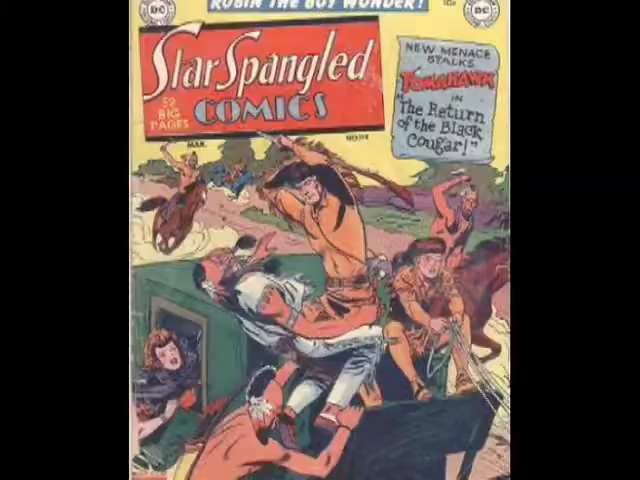 ROBIN THE BOY WONDER!
DC
DC
Star Spangled
COMICS
52
BIG
PAGES
MAR.
NEW MENACE
STALKS
TOMAHAWK
IN
"The Return
of the Black
Cougar!"